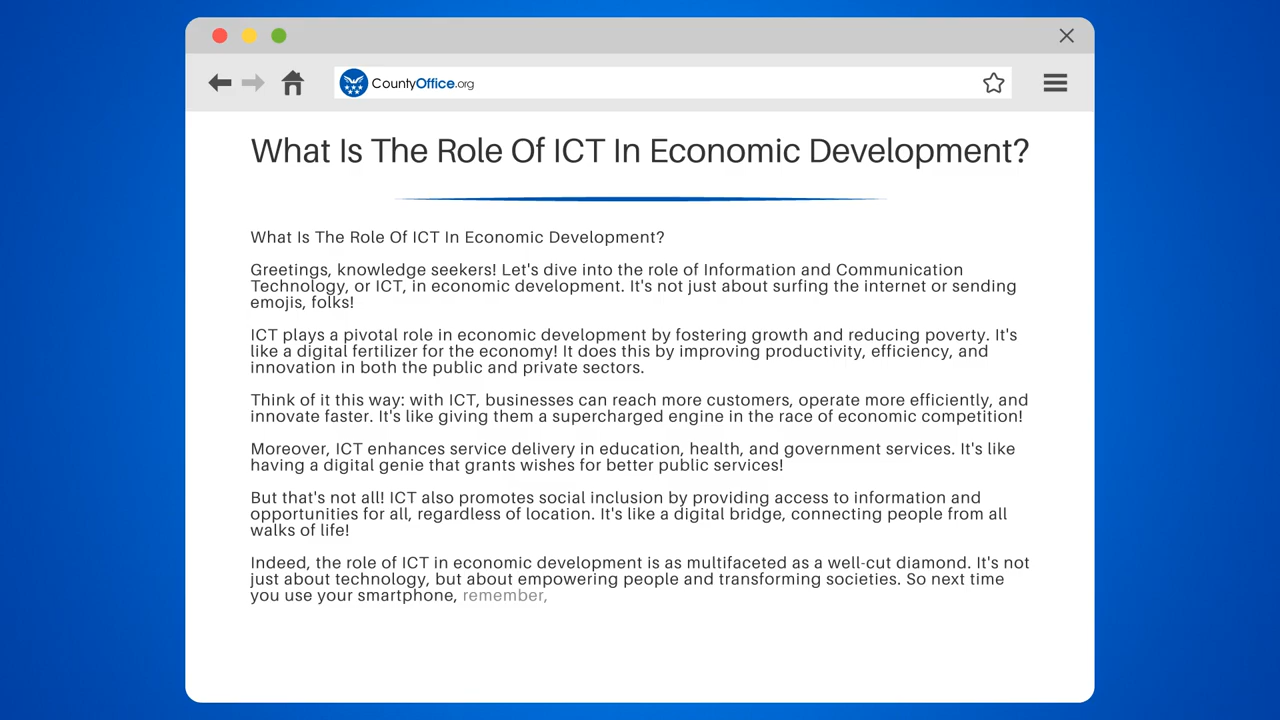 CountyOffice.org
What Is The Role Of ICT In Economic Development?
What Is The Role Of ICT In Economic Development?
Greetings, knowledge seekers! Let's dive into the role of Information and Communication
Technology, or ICT, in economic development. It's not just about surfing the internet or sending
emojis, folks!
ICT plays a pivotal role in economic development by fostering growth and reducing poverty. It's
like a digital fertilizer for the economy! It does this by improving productivity, efficiency, and
innovation in both the public and private sectors.
Think of it this way: with ICT, businesses can reach more customers, operate more efficiently, and
innovate faster. It's like giving them a supercharged engine in the race of economic competition!
Moreover, ICT enhances service delivery in education, health, and government services. It's like
having a digital genie that grants wishes for better public services!
But that's not all! ICT also promotes social inclusion by providing access to information and
opportunities for all, regardless of location. It's like a digital bridge, connecting people from all
walks of life!
Indeed, the role of ICT in economic development is as multifaceted as a well-cut diamond. It's not
just about technology, but about empowering people and transforming societies. So next time
you use your smartphone, remember,